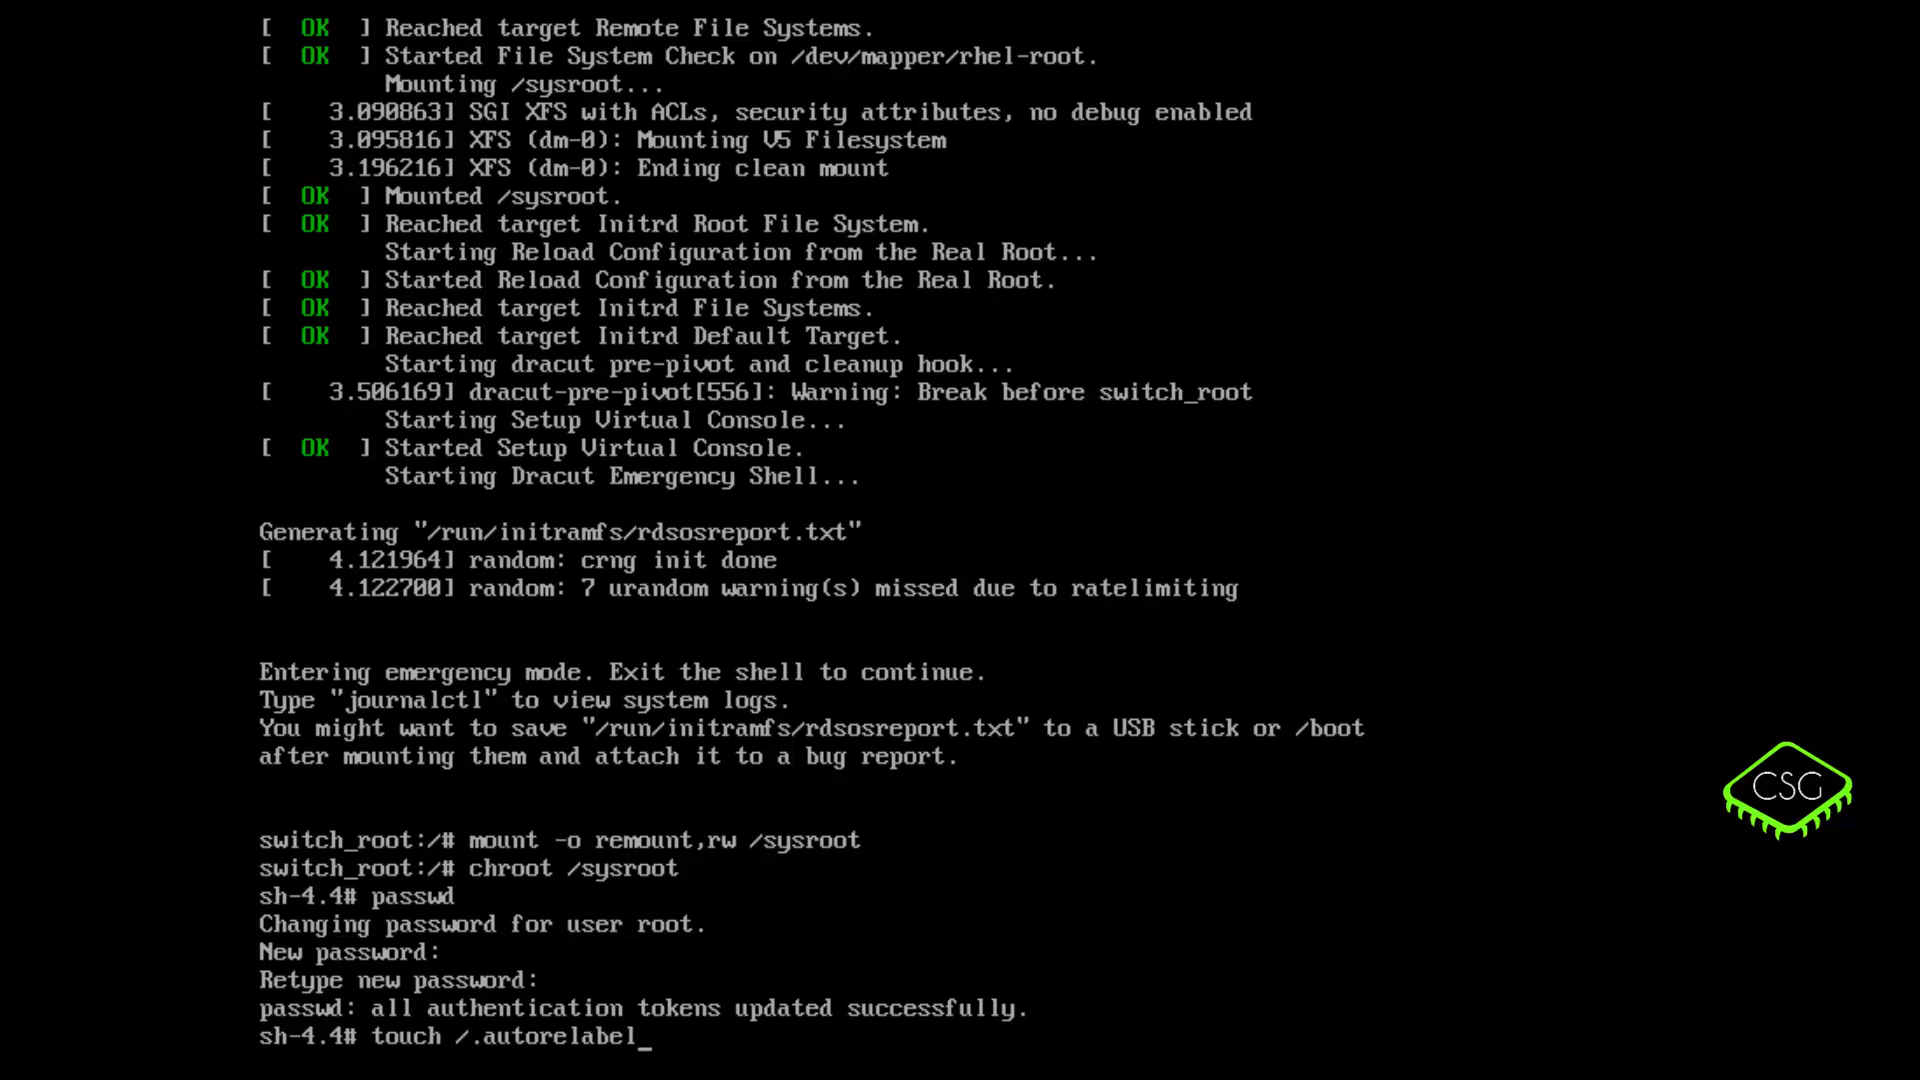 [  OK  ] Reached target Remote File Systems.
[  OK  ] Started File System Check on /dev/mapper/rhel-root.
         Mounting /sysroot...
[    3.090863] SGI XFS with ACLs, security attributes, no debug enabled
[    3.095816] XFS (dm-0): Mounting V5 Filesystem
[    3.196216] XFS (dm-0): Ending clean mount
[  OK  ] Mounted /sysroot.
[  OK  ] Reached target Initrd Root File System.
         Starting Reload Configuration from the Real Root...
[  OK  ] Started Reload Configuration from the Real Root.
[  OK  ] Reached target Initrd File Systems.
[  OK  ] Reached target Initrd Default Target.
         Starting dracut pre-pivot and cleanup hook...
[    3.506169] dracut-pre-pivot[556]: Warning: Break before switch_root
         Starting Setup Virtual Console...
[  OK  ] Started Setup Virtual Console.
         Starting Dracut Emergency Shell...
Generating "/run/initramfs/rdsosreport.txt"
[    4.121964] random: crng init done
[    4.122700] random: 7 urandom warning(s) missed due to ratelimiting
Entering emergency mode. Exit the shell to continue.
Type "journalctl" to view system logs.
You might want to save "/run/initramfs/rdsosreport.txt" to a USB stick or /boot
after mounting them and attach it to a bug report.
CSG
switch_root:/# mount -o remount,rw /sysroot
switch_root:/# chroot /sysroot
sh-4.4# passwd
Changing password for user root.
New password:
Retype new password:
passwd: all authentication tokens updated successfully.
sh-4.4# touch /.autorelabel_